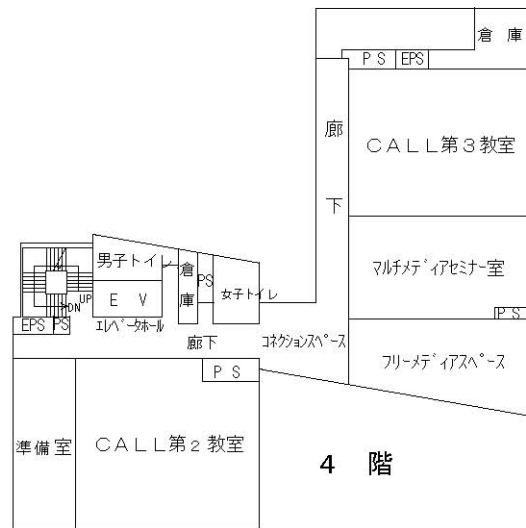 倉庫
PS
EPS
廊下
CALL第3教室
マルチメディアセミナー室
PS
フリーメディアスペース
男子トイレ
倉庫
PS
女子トイレ
EV
UP
DN
EPS
PS
エレベータホール
廊下
コネクションスペース
PS
準備室
CALL第2教室
4階